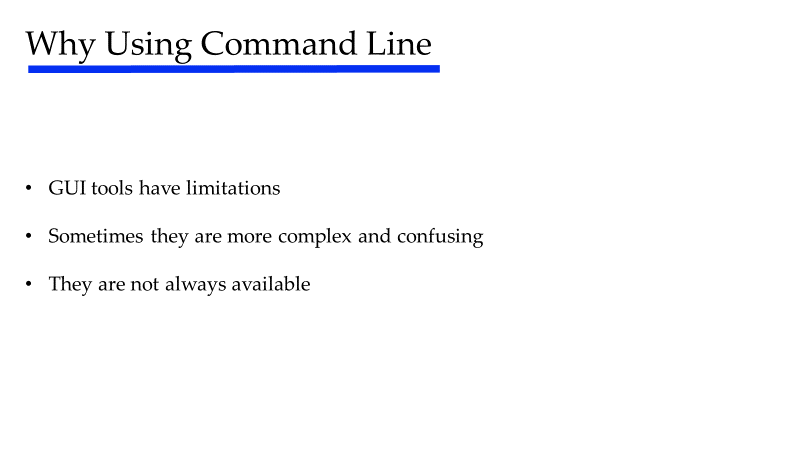 Why Using Command Line
• GUI tools have limitations
• Sometimes they are more complex and confusing
• They are not always available